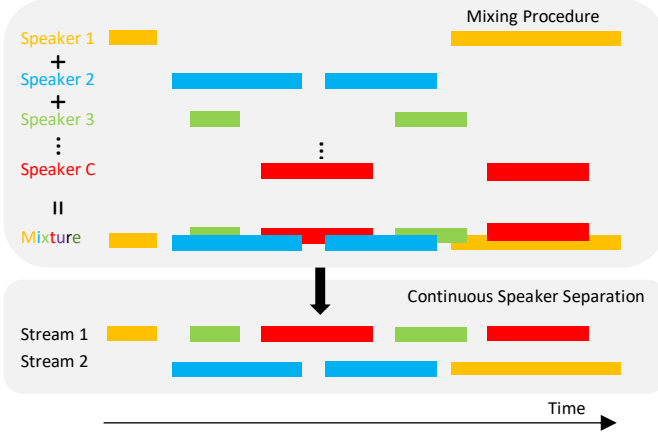 Mixing Procedure
Speaker 1
+
Speaker 2
+
Speaker 3
⋮
⋮
Speaker C
=
Mixture
Continuous Speaker Separation
Stream 1
Stream 2
Time